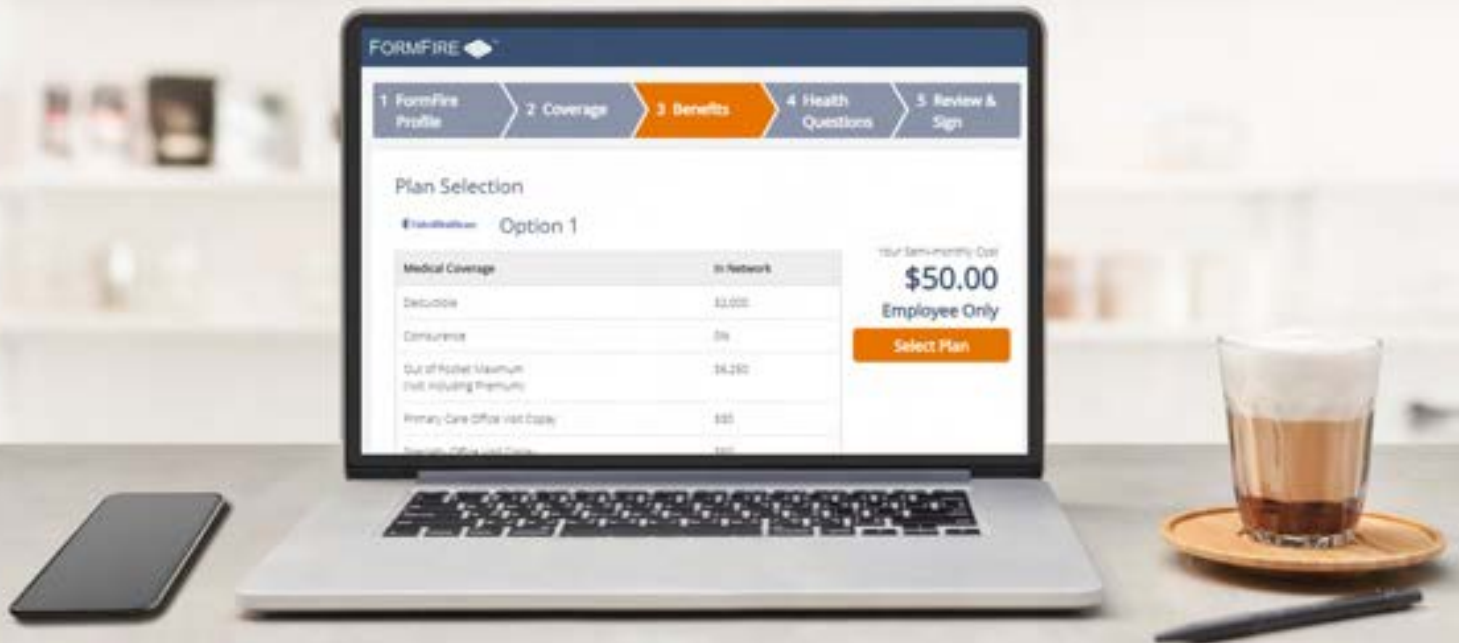 FORMFIRE
1 FormFire
Profile
2 Coverage
3 Benefits
4 Health
Questions
5 Review &
Sign
Plan Selection
Option 1
Medical Coverage
In Network
Your Semi-monthly Cost
$50.00
Employee Only
Select Plan
Deductible
$2,000
Coinsurance
0%
Out of Pocket Maximum
(Not Including Premium)
$6,250
Primary Care Office Visit Copay